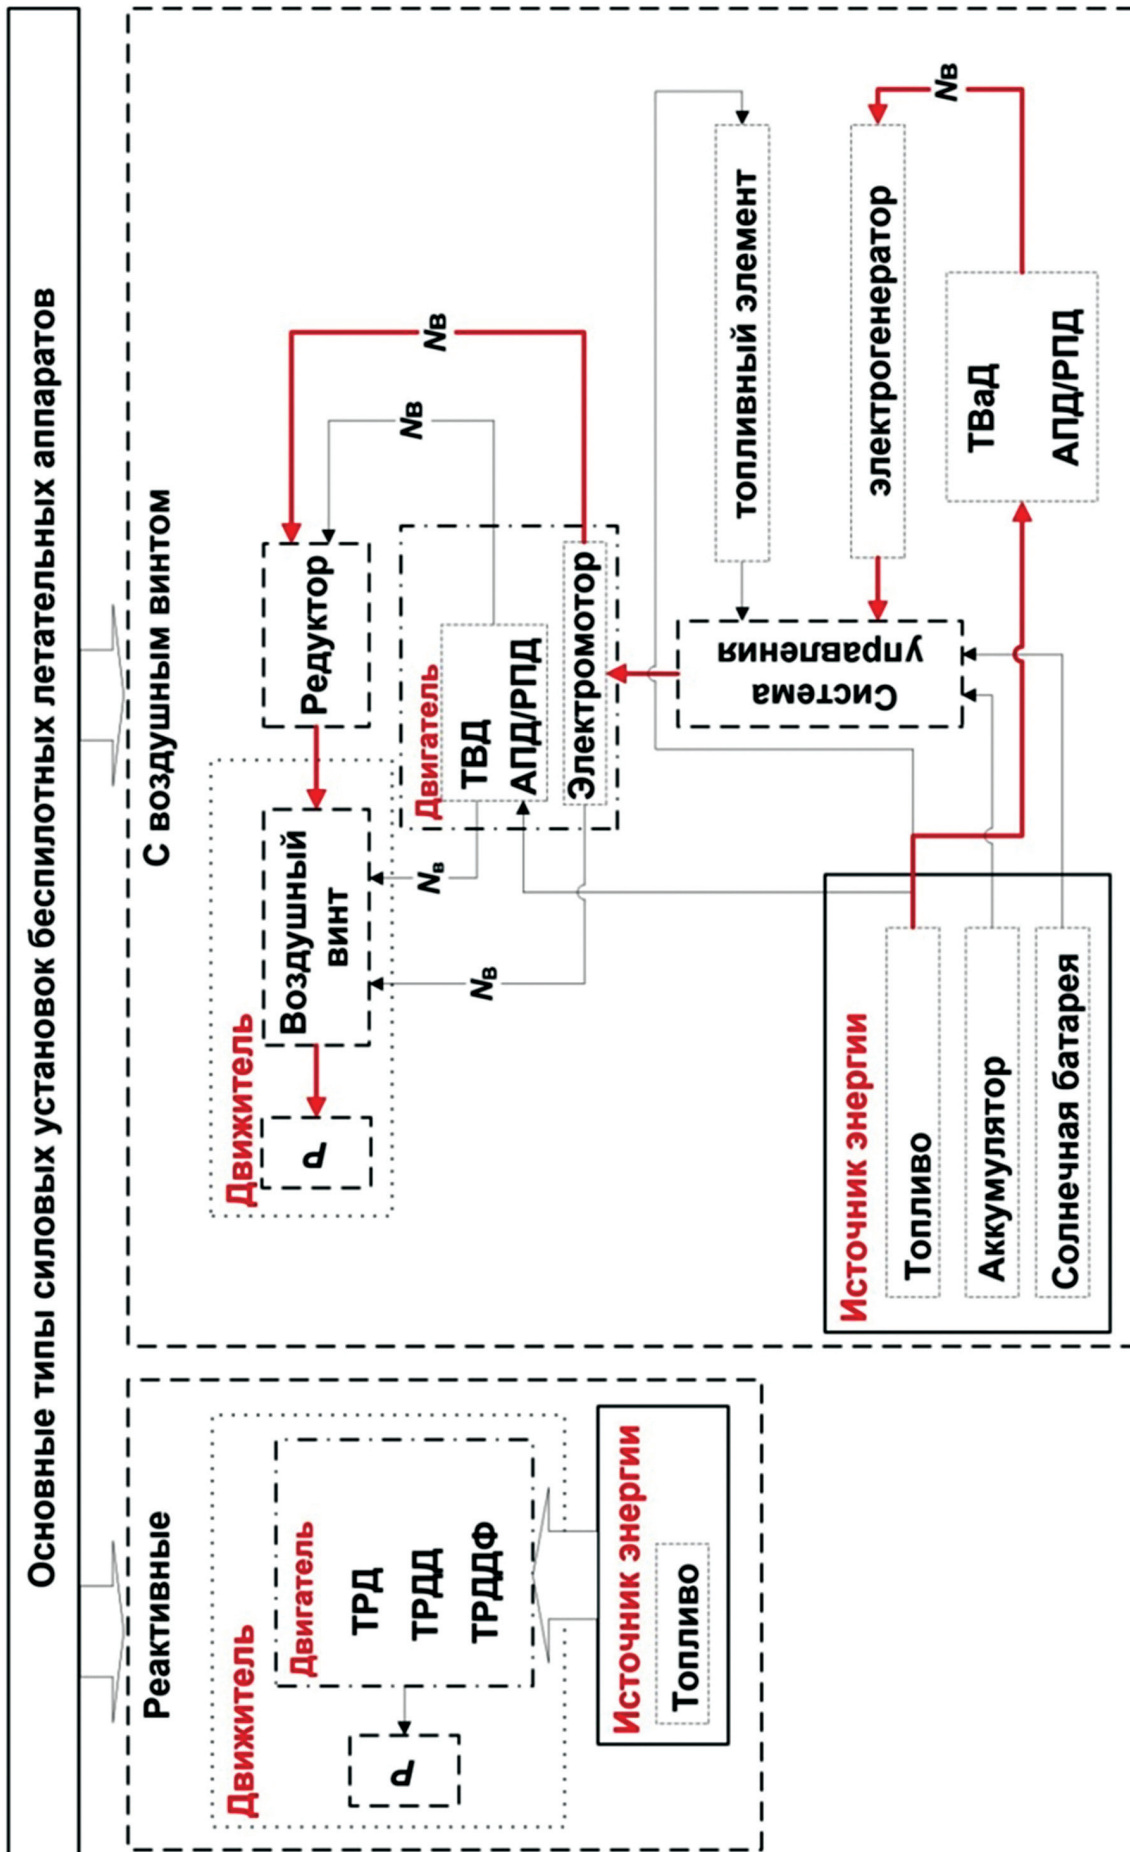 Основные типы силовых установок беспилотных летательных аппаратов
Реактивные
Движитель
Двигатель
ТРД
ТРДД
ТРДДФ
Р
Источник энергии
Топливо
С воздушным винтом
Движитель
Р
Воздушный
винт
Редуктор
Nв
Nв
Nв
Nв
Двигатель
ТВД
АПД/РПД
Электромотор
Система
управления
топливный элемент
электрогенератор
Nв
ТВаД
АПД/РПД
Источник энергии
Топливо
Аккумулятор
Солнечная батарея